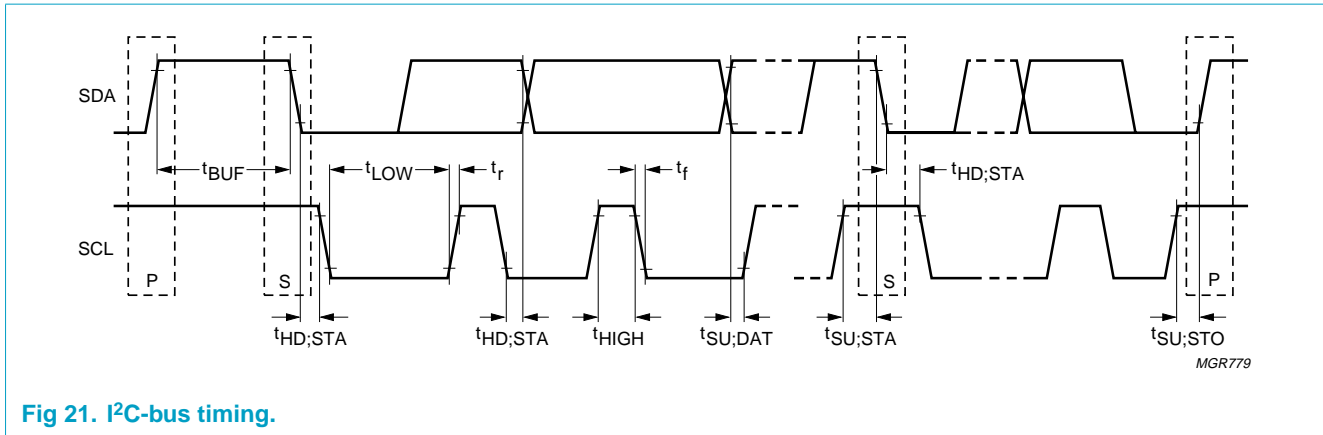 SDA
tBUF
tLOW
tr
tf
tHD;STA
SCL
P
S
S
P
tHD;STA
tHD;STA
tHIGH
tSU;DAT
tSU;STA
tSU;STO
MGR779
Fig 21. I²C-bus timing.